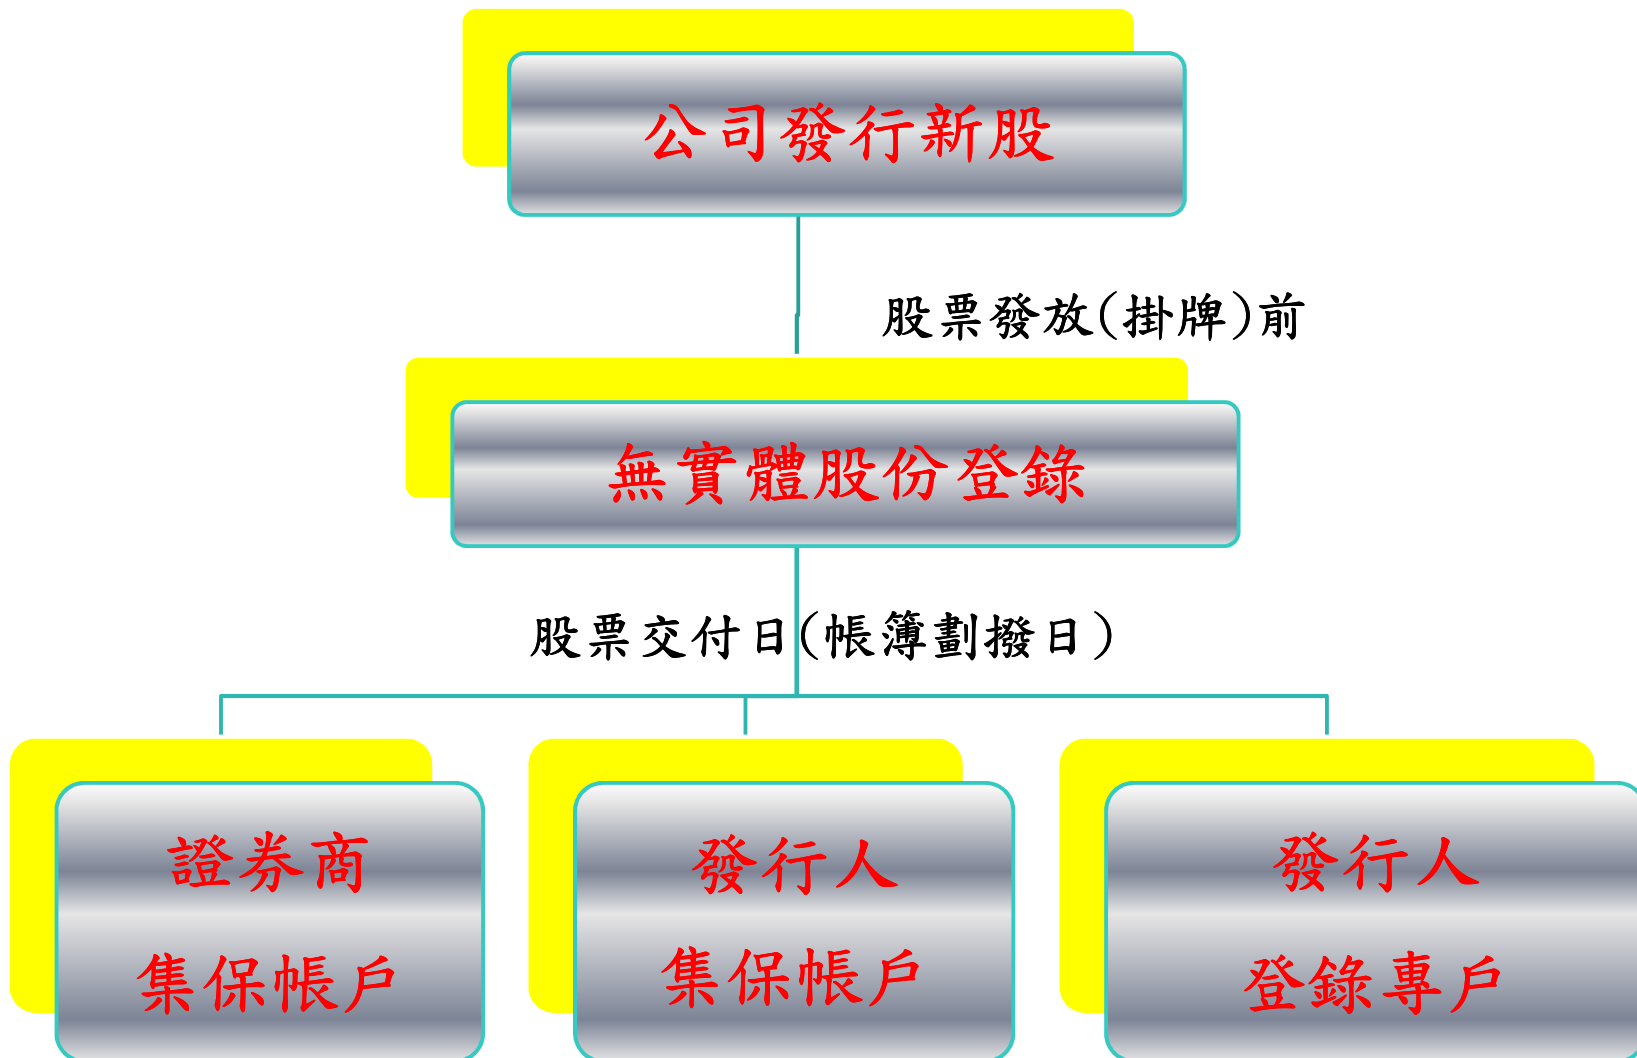 公司發行新股
股票發放(掛牌)前
無實體股份登錄
股票交付日(帳簿劃撥日)
證券商
集保帳戶
發行人
集保帳戶
發行人
登錄專戶